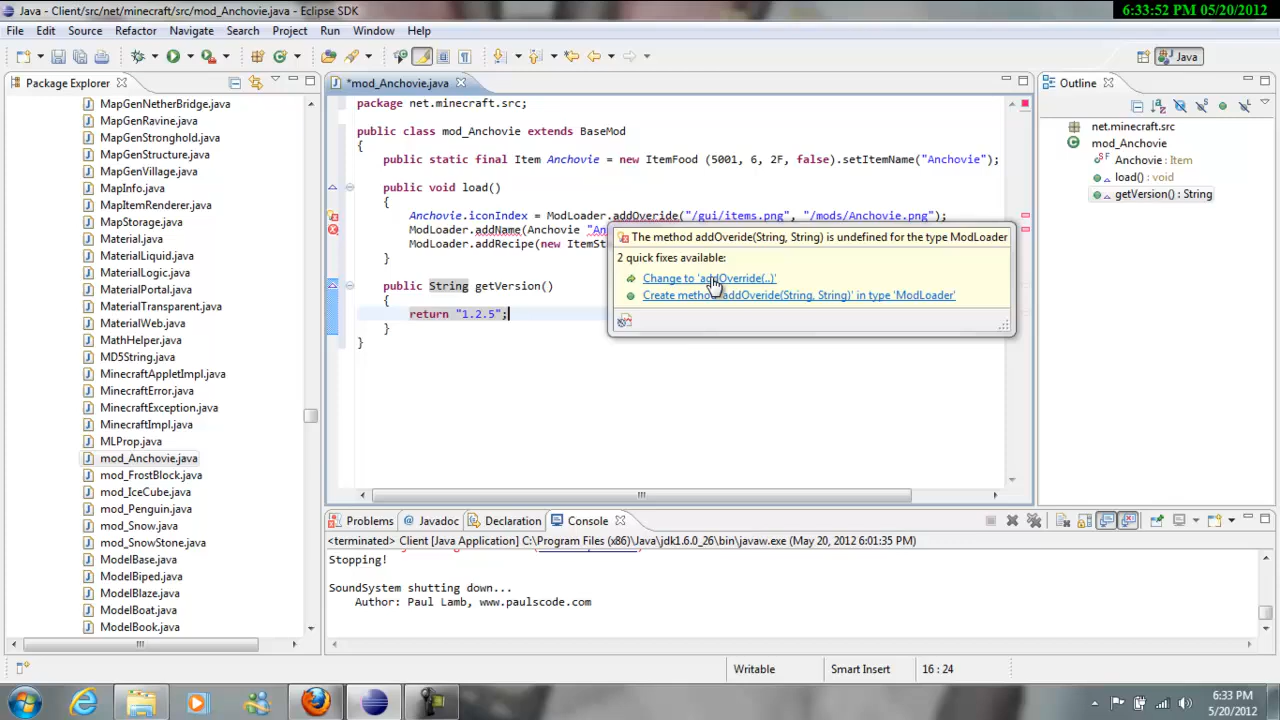 6:33:52 PM 05/20/2012
Java - Client/src/net/minecraft/src/mod_Anchovie.java - Eclipse SDK
File Edit Source Refactor Navigate Search Project Run Window Help
Java
Package Explorer
MapGenNetherBridge.java
MapGenRavine.java
MapGenStronghold.java
MapGenStructure.java
MapGenVillage.java
MapInfo.java
MapItemRenderer.java
MapStorage.java
Material.java
MaterialLiquid.java
MaterialLogic.java
MaterialPortal.java
MaterialTransparent.java
MaterialWeb.java
MathHelper.java
MD5String.java
MinecraftAppletImpl.java
MinecraftError.java
MinecraftException.java
MinecraftImpl.java
MLProp.java
mod_Anchovie.java
mod_FrostBlock.java
mod_IceCube.java
mod_Penguin.java
mod_Snow.java
mod_SnowStone.java
ModelBase.java
ModelBiped.java
ModelBlaze.java
ModelBoat.java
ModelBook.java
*mod_Anchovie.java
package net.minecraft.src;
public class mod_Anchovie extends BaseMod
{
public static final Item Anchovie = new ItemFood (5001, 6, 2F, false).setItemName("Anchovie");
public void load()
{
Anchovie.iconIndex = ModLoader.addOveride("/gui/items.png", "/mods/Anchovie.png");
ModLoader.addName(Anchovie "An
ModLoader.addRecipe(new ItemSt
}
public String getVersion()
{
return "1.2.5";
}
}
The method addOveride(String, String) is undefined for the type ModLoader
2 quick fixes available:
Change to 'addOverride(..)'
Create method 'addOveride(String, String)' in type 'ModLoader'
Outline
net.minecraft.src
mod_Anchovie
Anchovie : Item
load() : void
getVersion() : String
Problems Javadoc Declaration Console
<terminated> Client [Java Application] C:\Program Files (x86)\Java\jdk1.6.0_26\bin\javaw.exe (May 20, 2012 6:01:35 PM)
Stopping!
SoundSystem shutting down...
Author: Paul Lamb, www.paulscode.com
Writable Smart Insert 16 : 24
6:33 PM
5/20/2012